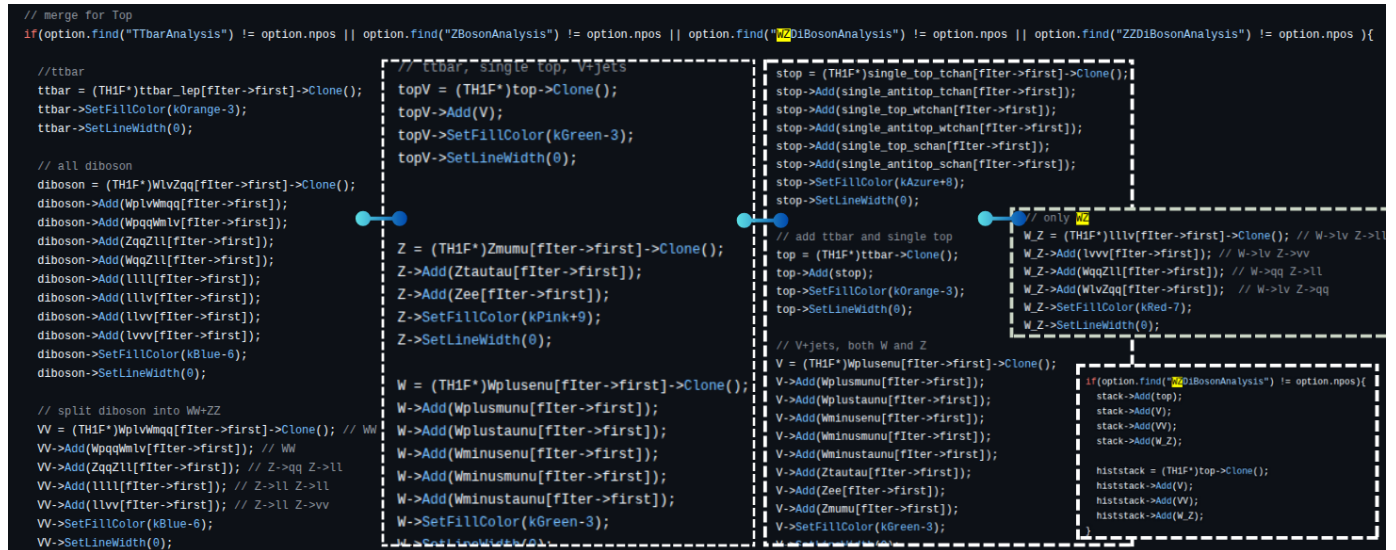 // merge for Top
if(option.find("TTbarAnalysis") != option.npos || option.find("ZBosonAnalysis") != option.npos || option.find("WZDiBosonAnalysis") != option.npos || option.find("ZZDiBosonAnalysis") != option.npos ){
//ttbar
ttbar = (TH1F*)ttbar_lep[fIter->first]->Clone();
ttbar->SetFillColor(kOrange-3);
ttbar->SetLineWidth(0);
// all diboson
diboson = (TH1F*)WlvZqq[fIter->first]->Clone();
diboson->Add(WplvWmqq[fIter->first]);
diboson->Add(WpqqWmlv[fIter->first]);
diboson->Add(ZqqZll[fIter->first]);
diboson->Add(WqqZll[fIter->first]);
diboson->Add(llll[fIter->first]);
diboson->Add(lllv[fIter->first]);
diboson->Add(llvv[fIter->first]);
diboson->Add(lvvv[fIter->first]);
diboson->SetFillColor(kBlue-6);
diboson->SetLineWidth(0);
// split diboson into WW+ZZ
VV = (TH1F*)WplvWmqq[fIter->first]->Clone(); // WW
VV->Add(WpqqWmlv[fIter->first]); // WW
VV->Add(ZqqZll[fIter->first]); // Z->qq Z->ll
VV->Add(llll[fIter->first]); // Z->ll Z->ll
VV->Add(llvv[fIter->first]); // Z->ll Z->vv
VV->SetFillColor(kBlue-6);
VV->SetLineWidth(0);
// ttbar, single top, V+jets
topV = (TH1F*)top->Clone();
topV->Add(V);
topV->SetFillColor(kGreen-3);
topV->SetLineWidth(0);
Z = (TH1F*)Zmumu[fIter->first]->Clone();
Z->Add(Ztautau[fIter->first]);
Z->Add(Zee[fIter->first]);
Z->SetFillColor(kPink+9);
Z->SetLineWidth(0);
W = (TH1F*)Wplusenu[fIter->first]->Clone();
W->Add(Wplusmunu[fIter->first]);
W->Add(Wplustaunu[fIter->first]);
W->Add(Wminusenu[fIter->first]);
W->Add(Wminusmunu[fIter->first]);
W->Add(Wminustaunu[fIter->first]);
W->SetFillColor(kGreen-3);
W->SetLineWidth(0);
stop = (TH1F*)single_top_tchan[fIter->first]->Clone();
stop->Add(single_antitop_tchan[fIter->first]);
stop->Add(single_top_wtchan[fIter->first]);
stop->Add(single_antitop_wtchan[fIter->first]);
stop->Add(single_top_schan[fIter->first]);
stop->Add(single_antitop_schan[fIter->first]);
stop->SetFillColor(kAzure+8);
stop->SetLineWidth(0);
// add ttbar and single top
top = (TH1F*)ttbar->Clone();
top->Add(stop);
top->SetFillColor(kOrange-3);
top->SetLineWidth(0);
// V+jets, both W and Z
V = (TH1F*)Wplusenu[fIter->first]->Clone();
V->Add(Wplusmunu[fIter->first]);
V->Add(Wplustaunu[fIter->first]);
V->Add(Wminusenu[fIter->first]);
V->Add(Wminusmunu[fIter->first]);
V->Add(Wminustaunu[fIter->first]);
V->Add(Ztautau[fIter->first]);
V->Add(Zee[fIter->first]);
V->Add(Zmumu[fIter->first]);
V->SetFillColor(kGreen-3);
// only WZ
W_Z = (TH1F*)lllv[fIter->first]->Clone(); // W->lv Z->ll
W_Z->Add(lvvv[fIter->first]); // W->lv Z->vv
W_Z->Add(WqqZll[fIter->first]); // W->qq Z->ll
W_Z->Add(WlvZqq[fIter->first]); // W->lv Z->qq
W_Z->SetFillColor(kRed-7);
W_Z->SetLineWidth(0);
if(option.find("WZDiBosonAnalysis") != option.npos){
stack->Add(top);
stack->Add(V);
stack->Add(VV);
stack->Add(W_Z);
histstack = (TH1F*)top->Clone();
histstack->Add(V);
histstack->Add(VV);
histstack->Add(W_Z);
}